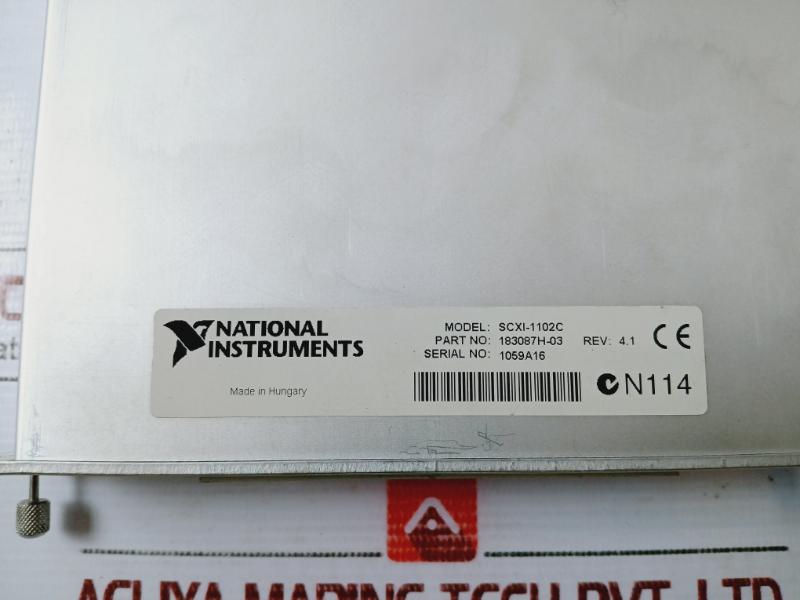 NATIONAL
INSTRUMENTS
Made in Hungary
MODEL: SCXI-1102C
PART NO: 183087H-03 REV: 4.1
SERIAL NO: 1059A16
CE
N114